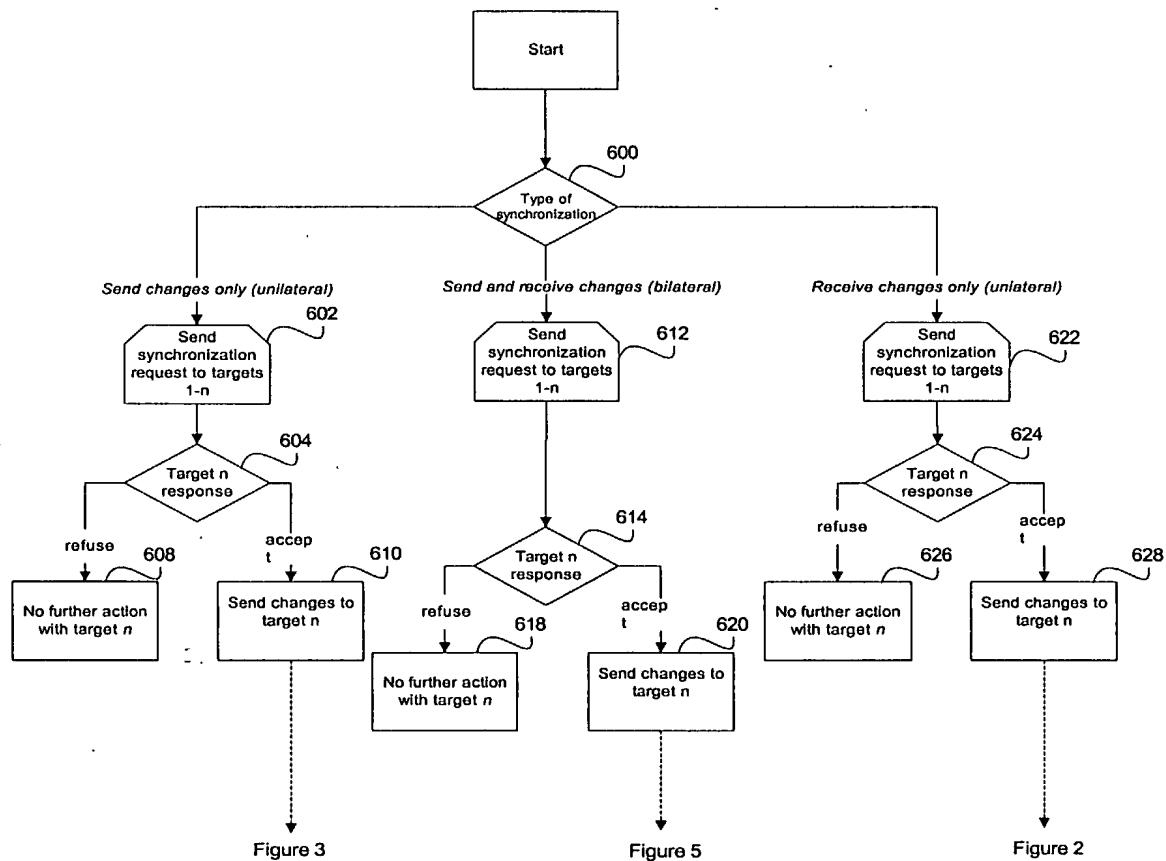 Start
600
Type of
synchronization
Send changes only (unilateral)
Send and receive changes (bilateral)
Receive changes only (unilateral)
602
Send
synchronization
request to targets
1-n
612
Send
synchronization
request to targets
1-n
622
Send
synchronization
request to targets
1-n
604
Target n
response
624
Target n
response
refuse
accep
t
refuse
accep
t
614
Target n
response
608
No further action
with target n
610
Send changes to
target n
626
No further action
with target n
628
Send changes to
target n
refuse
accep
t
618
No further action
with target n
620
Send changes to
target n
Figure 3
Figure 5
Figure 2